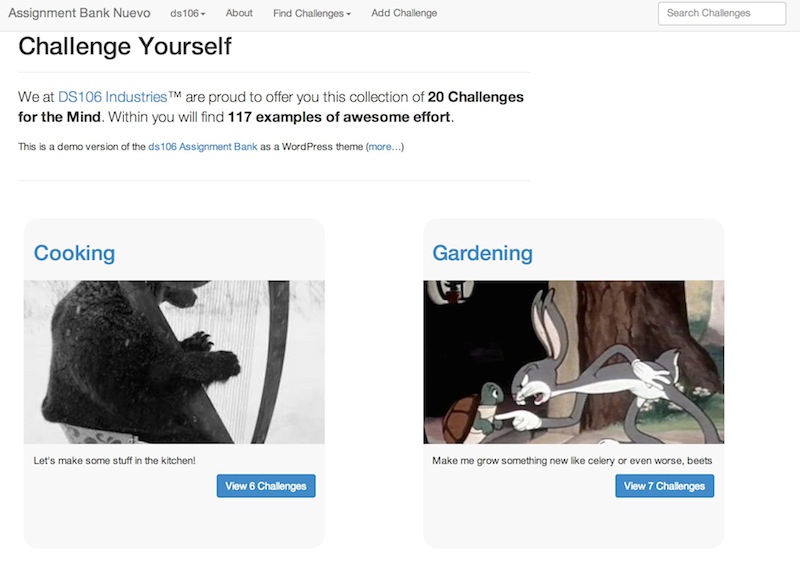 Assignment Bank Nuevo ds106 About Find Challenges Add Challenge Search Challenges
Challenge Yourself
We at DS106 Industries™ are proud to offer you this collection of 20 Challenges
for the Mind. Within you will find 117 examples of awesome effort.
This is a demo version of the ds106 Assignment Bank as a WordPress theme (more...)
Cooking
Let's make some stuff in the kitchen!
View 6 Challenges
Gardening
Make me grow something new like celery or even worse, beets
View 7 Challenges